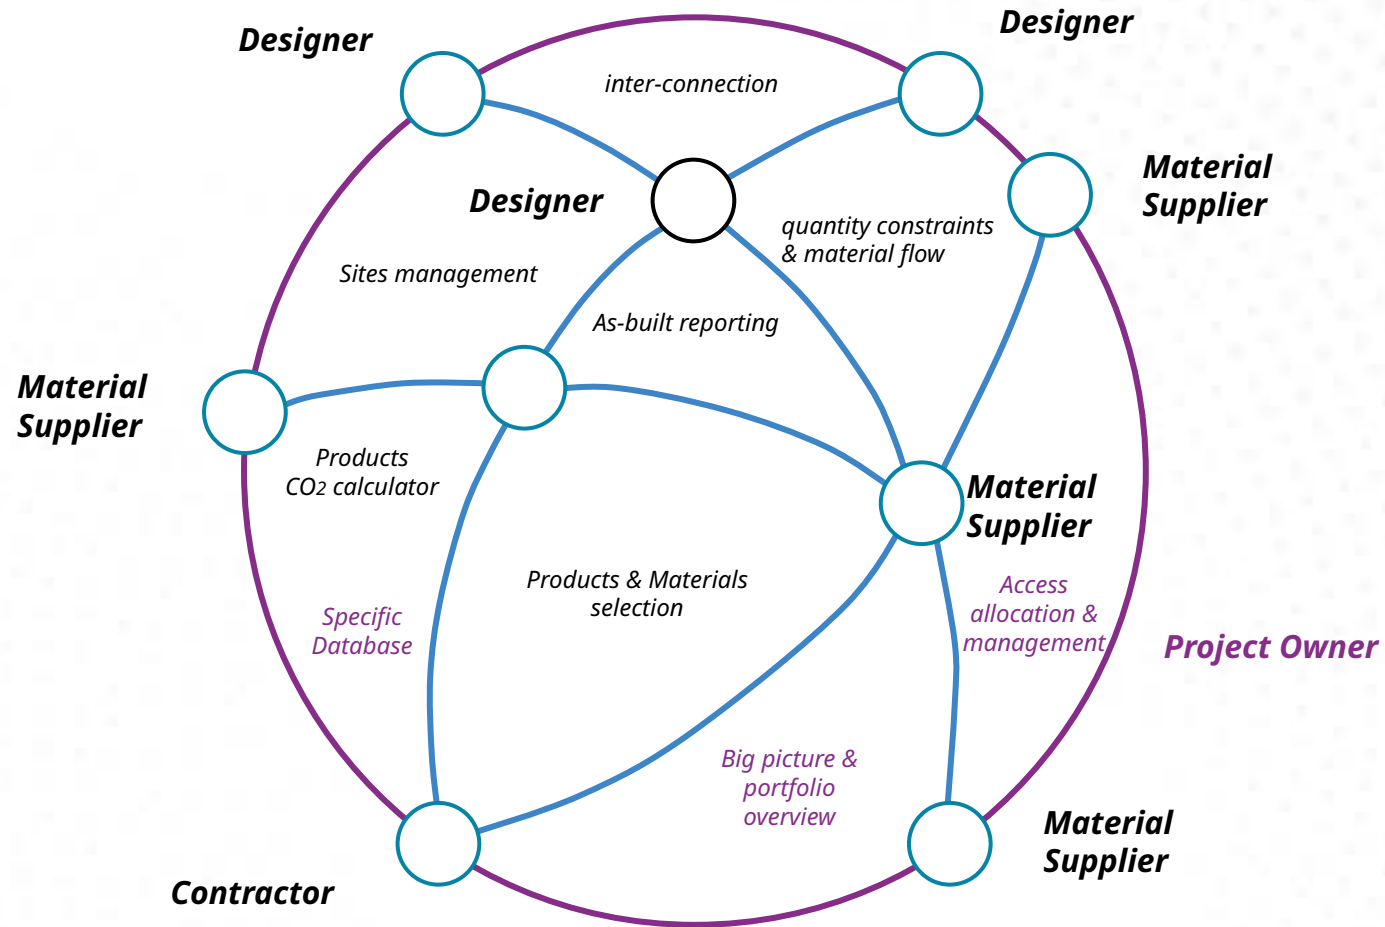 Designer
Designer
inter-connection
Material
Supplier
Designer
quantity constraints
& material flow
Sites management
As-built reporting
Material
Supplier
Products
CO2 calculator
Material
Supplier
Products & Materials
selection
Access
allocation &
management
Specific
Database
Project Owner
Big picture &
portfolio
overview
Material
Supplier
Contractor